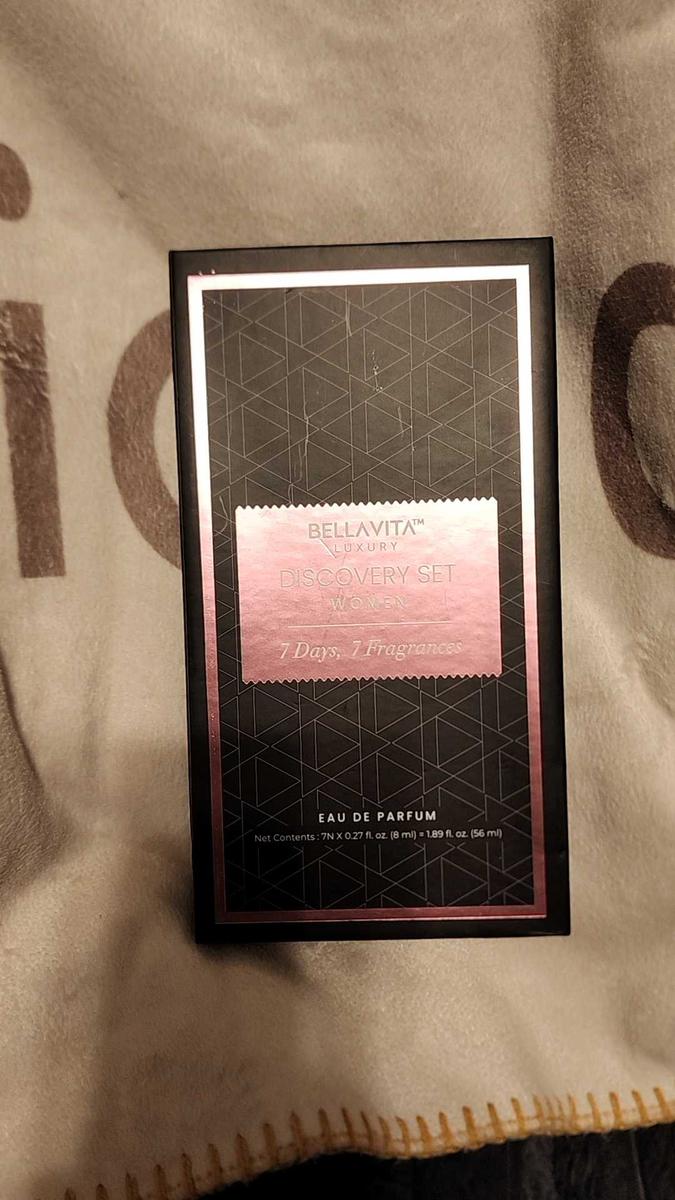 BELLAVITA™
LUXURY
DISCOVERY SET
WOMEN
7 Days, 7 Fragrances
EAU DE PARFUM
Net Contents : 7N X 0.27 fl. oz. (8 ml) = 1.89 fl. oz. (56 ml)